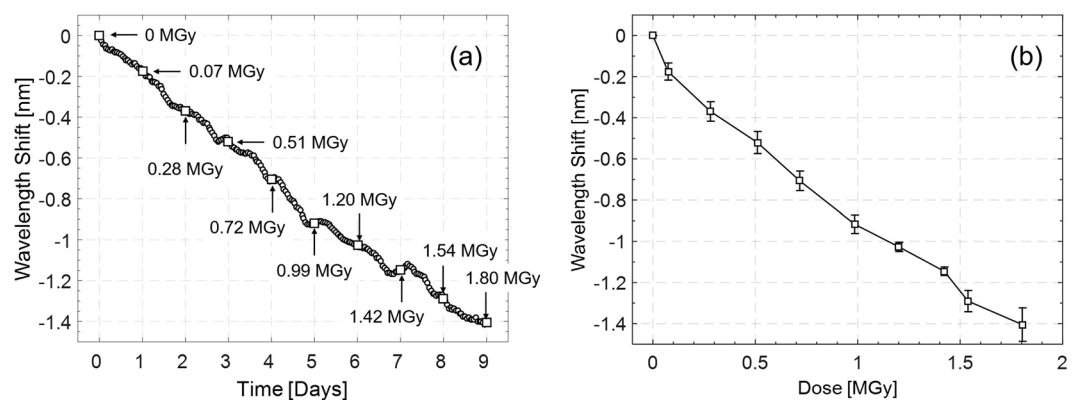 (a)
Wavelength Shift [nm]
0
-0.2
-0.4
-0.6
-0.8
-1
-1.2
-1.4
0 MGy
0.07 MGy
0.28 MGy
0.51 MGy
0.72 MGy
0.99 MGy
1.20 MGy
1.42 MGy
1.54 MGy
1.80 MGy
0 1 2 3 4 5 6 7 8 9
Time [Days]
(b)
Wavelength Shift [nm]
0
-0.2
-0.4
-0.6
-0.8
-1
-1.2
-1.4
0 0.5 1 1.5 2
Dose [MGy]